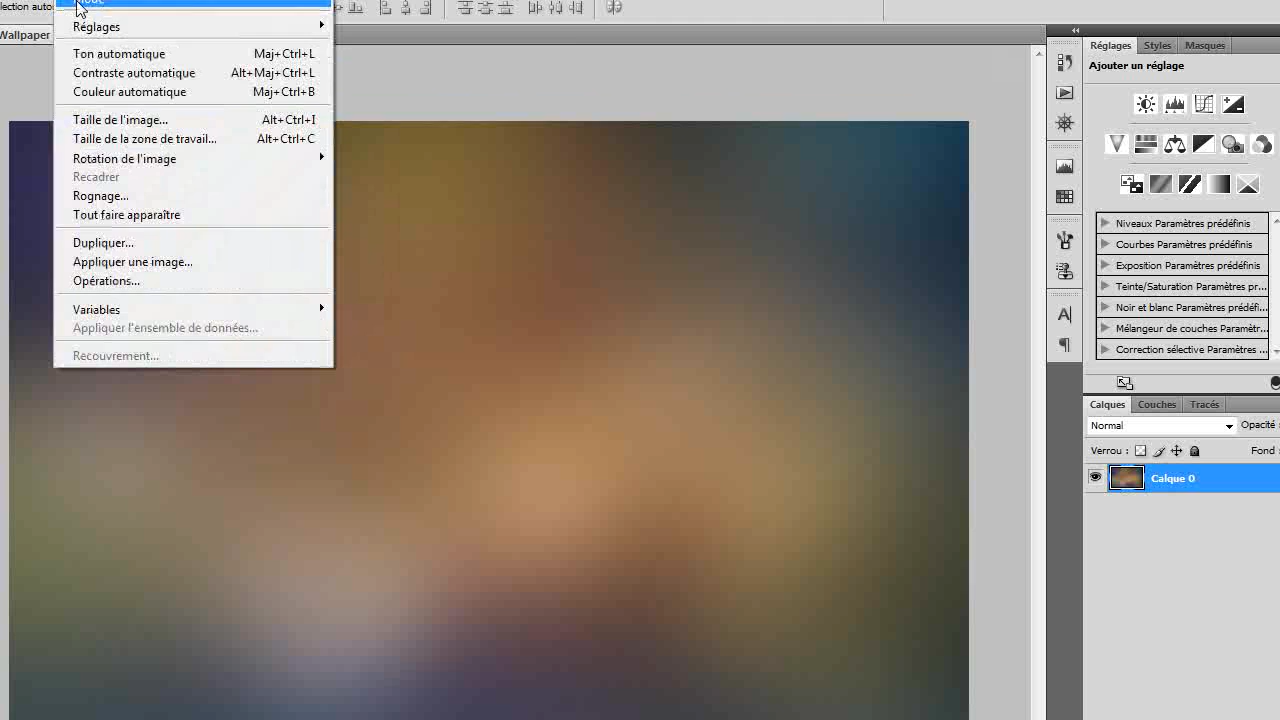 election auto
Mode
Wallpaper
Réglages
Ton automatique Maj+Ctrl+L
Contraste automatique Alt+Maj+Ctrl+L
Couleur automatique Maj+Ctrl+B
Taille de l'image... Alt+Ctrl+I
Taille de la zone de travail... Alt+Ctrl+C
Rotation de l'image
Recadrer
Rognage...
Tout faire apparaître
Dupliquer...
Appliquer une image...
Opérations...
Variables
Appliquer l'ensemble de données...
Recouvrement...
Réglages Styles Masques
Ajouter un réglage
Niveaux Paramètres prédéfinis
Courbes Paramètres prédéfinis
Exposition Paramètres prédéfinis
Teinte/Saturation Paramètres pr...
Noir et blanc Paramètres prédéfi...
Mélangeur de couches Paramètr...
Correction sélective Paramètres ...
Calques Couches Tracés
Normal Opacité :
Verrou : Fond :
Calque 0